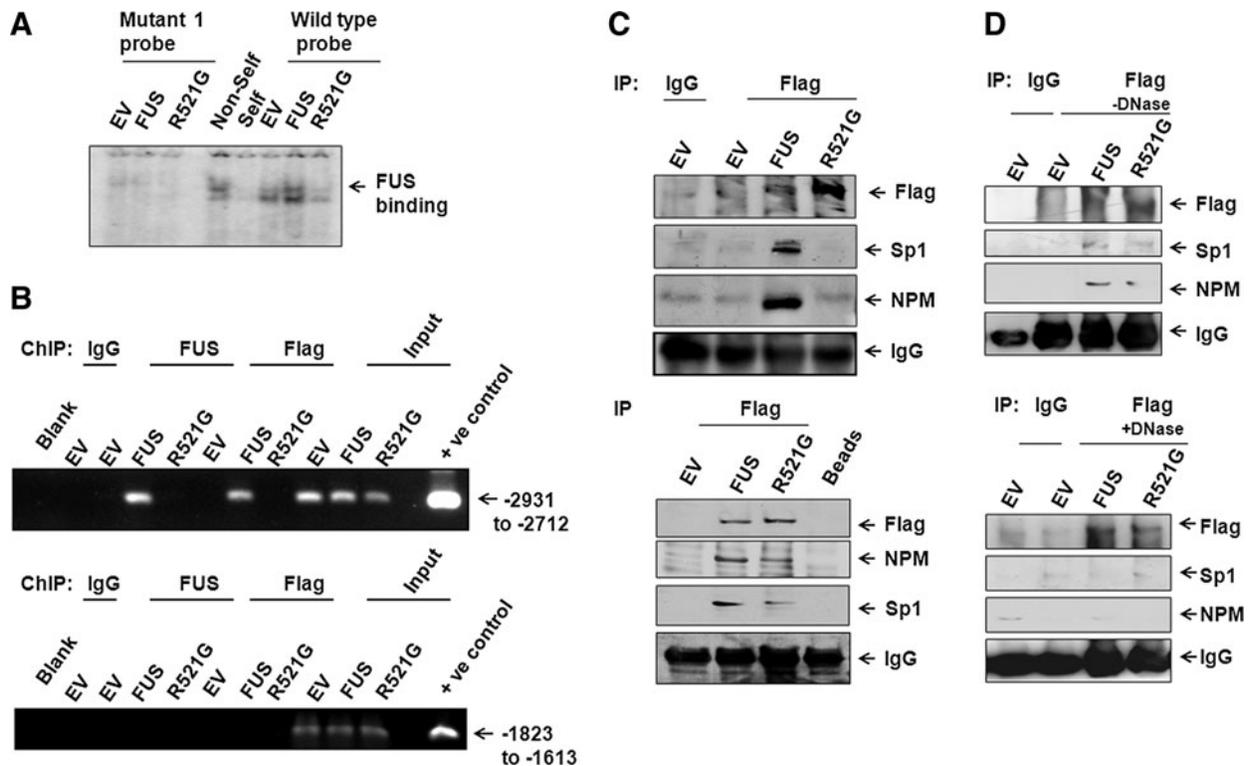 A
Mutant 1 probe
Wild type probe
EV
FUS
R521G
Non-Self
Self
EV
FUS
R521G
FUS binding
B
ChIP:
IgG
FUS
Flag
Input
Blank
EV
EV
FUS
R521G
EV
FUS
R521G
EV
FUS
R521G
+ ve control
-2931
to -2712
ChIP:
IgG
FUS
Flag
Input
Blank
EV
EV
FUS
R521G
EV
FUS
R521G
EV
FUS
R521G
+ ve control
-1823
to -1613
C
IP:
IgG
Flag
EV
EV
FUS
R521G
Flag
Sp1
NPM
IgG
IP
Flag
EV
FUS
R521G
Beads
Flag
NPM
Sp1
IgG
D
IP:
IgG
Flag
-DNase
EV
EV
FUS
R521G
Flag
Sp1
NPM
IgG
IP:
IgG
Flag
+DNase
EV
EV
FUS
R521G
Flag
Sp1
NPM
IgG